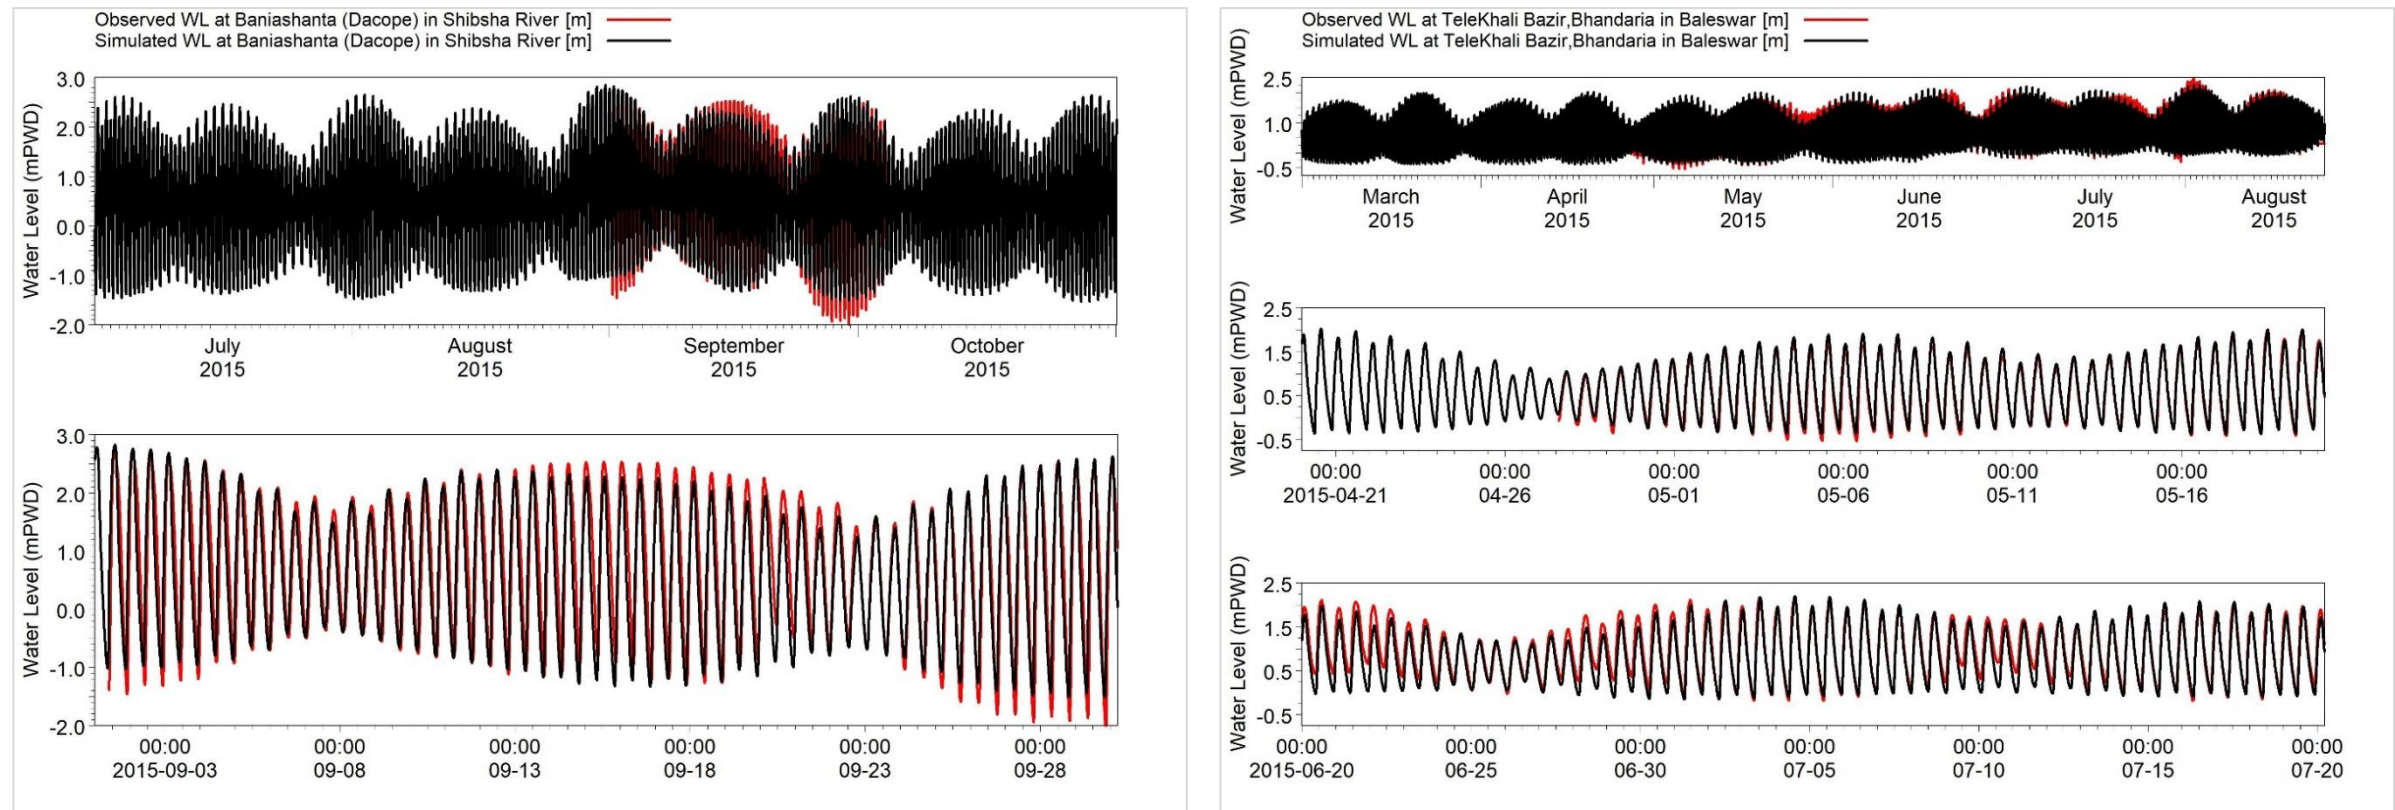 Observed WL at Baniashanta (Dacope) in Shibsha River [m]
Simulated WL at Baniashanta (Dacope) in Shibsha River [m]
Water Level (mPWD)
3.0
2.0
1.0
0.0
-1.0
-2.0
July August September October
2015 2015 2015 2015
Water Level (mPWD)
3.0
2.0
1.0
0.0
-1.0
-2.0
00:00 00:00 00:00 00:00 00:00 00:00
2015-09-03 09-08 09-13 09-18 09-23 09-28
Observed WL at TeleKhali Bazir,Bhandaria in Baleswar [m]
Simulated WL at TeleKhali Bazir,Bhandaria in Baleswar [m]
Water Level (mPWD)
2.5
1.0
-0.5
March April May June July August
2015 2015 2015 2015 2015 2015
Water Level (mPWD)
2.5
1.5
0.5
-0.5
00:00 00:00 00:00 00:00 00:00 00:00
2015-04-21 04-26 05-01 05-06 05-11 05-16
Water Level (mPWD)
2.5
1.5
0.5
-0.5
00:00 00:00 00:00 00:00 00:00 00:00 00:00
2015-06-20 06-25 06-30 07-05 07-10 07-15 07-20